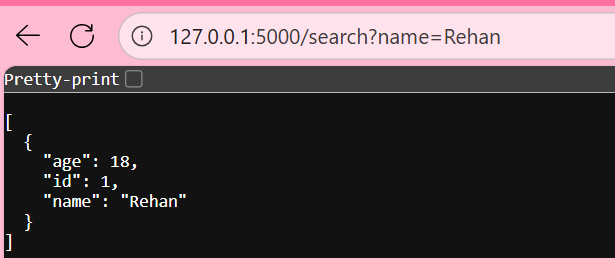 127.0.0.1:5000/search?name=Rehan
Pretty-print
[
  {
    "age": 18,
    "id": 1,
    "name": "Rehan"
  }
]